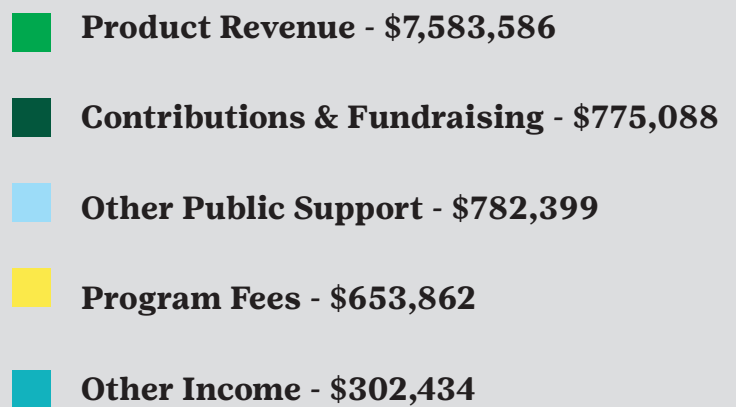 Product Revenue - $7,583,586
Contributions & Fundraising - $775,088
Other Public Support - $782,399
Program Fees - $653,862
Other Income - $302,434